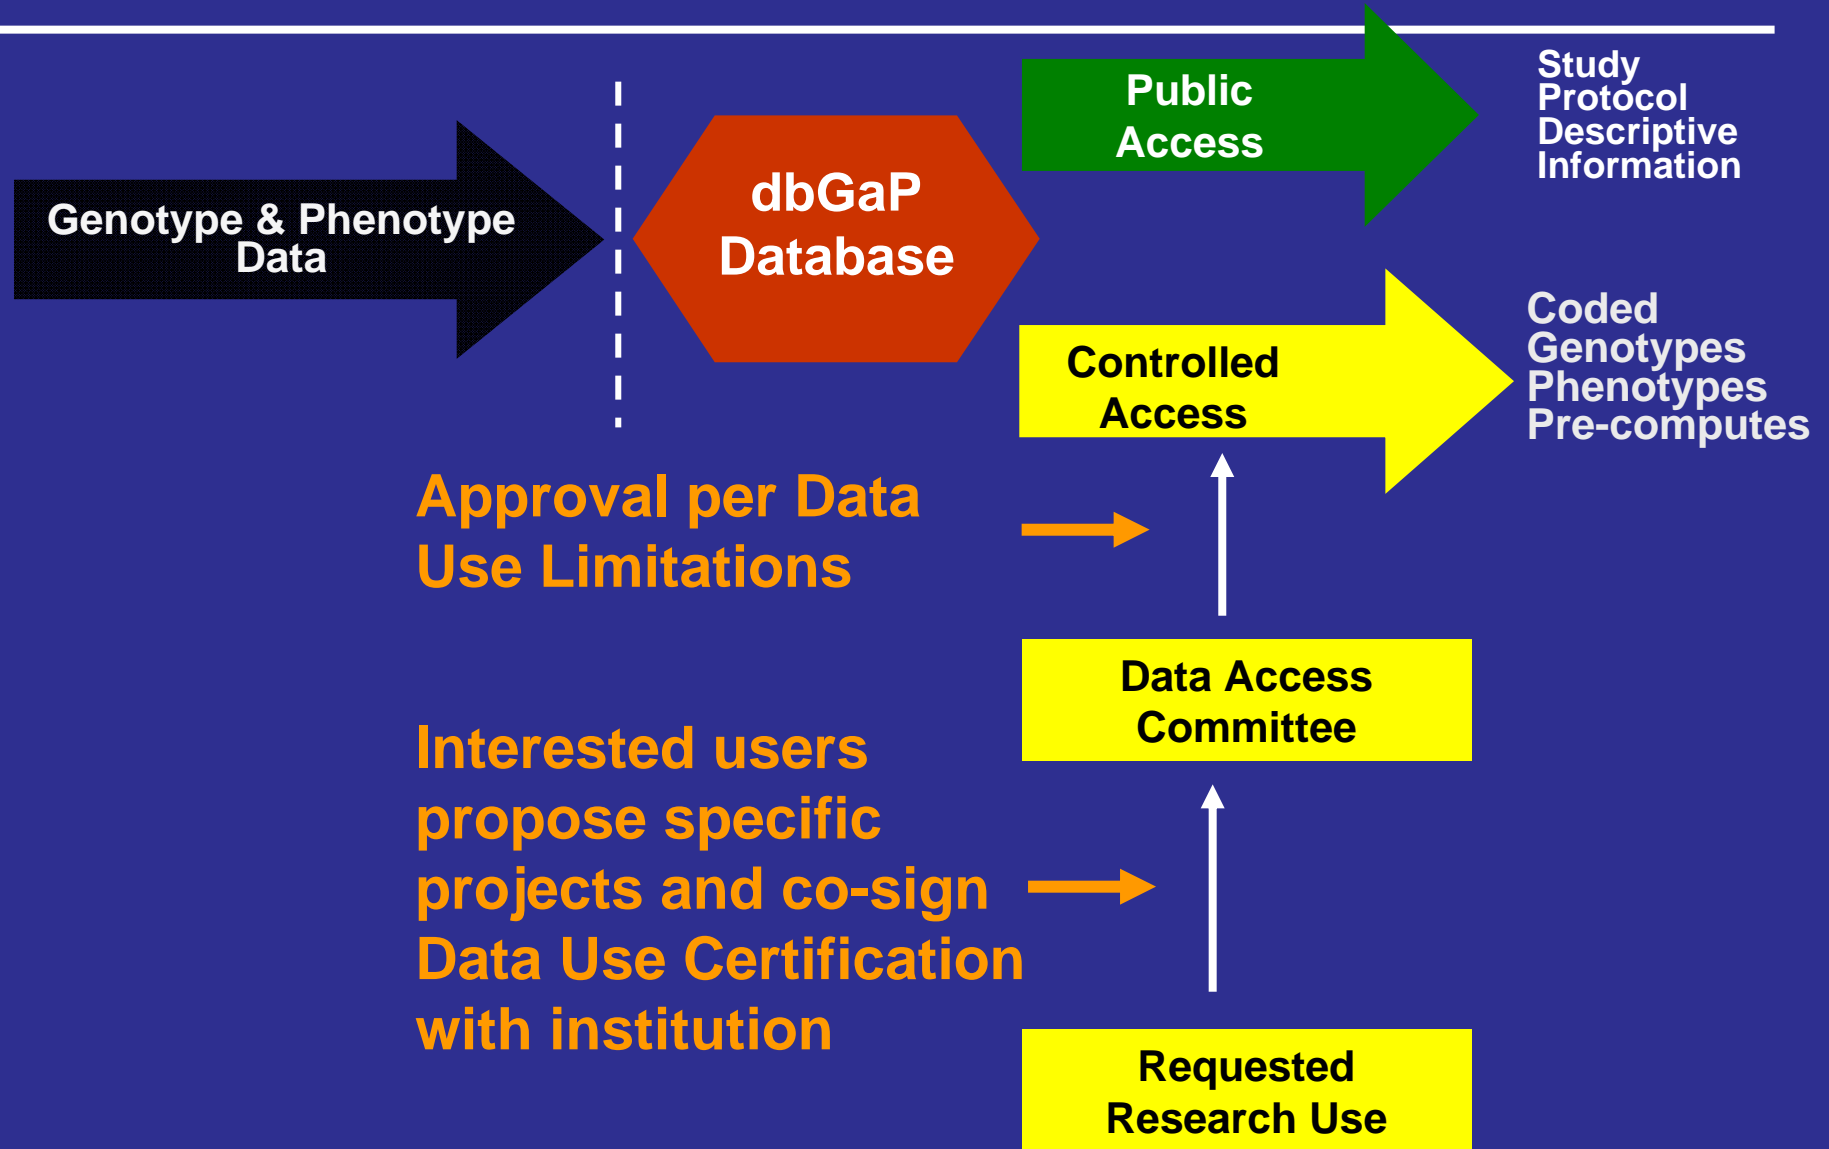 Genotype & Phenotype
Data
dbGaP
Database
Public
Access
Study
Protocol
Descriptive
Information
Controlled
Access
Coded
Genotypes
Phenotypes
Pre-computes
Approval per Data
Use Limitations
Data Access
Committee
Interested users
propose specific
projects and co-sign
Data Use Certification
with institution
Requested
Research Use